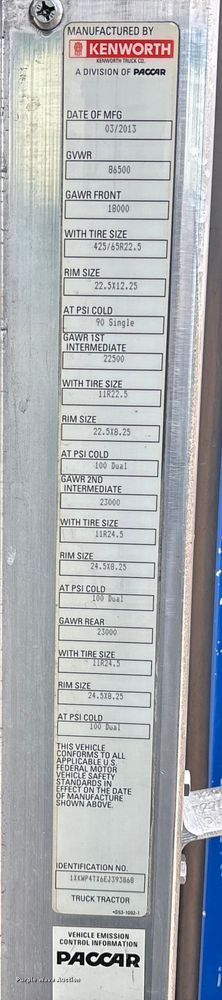 MANUFACTURED BY
KENWORTH
KENWORTH TRUCK CO.
A DIVISION OF PACCAR
DATE OF MFG
03/2013
GVWR
86500
GAWR FRONT
18000
WITH TIRE SIZE
425/65R22.5
RIM SIZE
22.5X12.25
AT PSI COLD
90 Single
GAWR 1ST
INTERMEDIATE
22500
WITH TIRE SIZE
11R22.5
RIM SIZE
22.5X8.25
AT PSI COLD
100 Dual
GAWR 2ND
INTERMEDIATE
23000
WITH TIRE SIZE
11R24.5
RIM SIZE
24.5X8.25
AT PSI COLD
100 Dual
GAWR REAR
23000
WITH TIRE SIZE
11R24.5
RIM SIZE
24.5X8.25
AT PSI COLD
100 Dual
THIS VEHICLE
CONFORMS TO ALL
APPLICABLE U.S.
FEDERAL MOTOR
VEHICLE SAFETY
STANDARDS IN
EFFECT ON THE DATE
OF MANUFACTURE
SHOWN ABOVE.
IDENTIFICATION NO.
1XKWP4TX6EJ393868
TRUCK TRACTOR
VEHICLE EMISSION
CONTROL INFORMATION
PACCAR
Purple Wave Auction